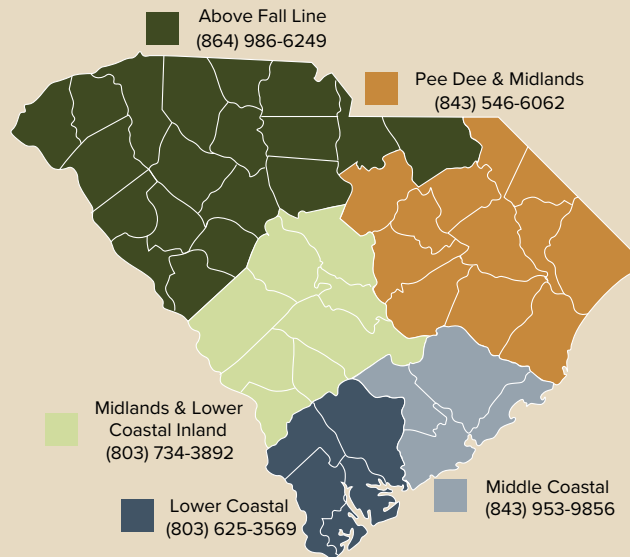 Above Fall Line
(864) 986-6249
Pee Dee & Midlands
(843) 546-6062
Midlands & Lower
Coastal Inland
(803) 734-3892
Lower Coastal
(803) 625-3569
Middle Coastal
(843) 953-9856